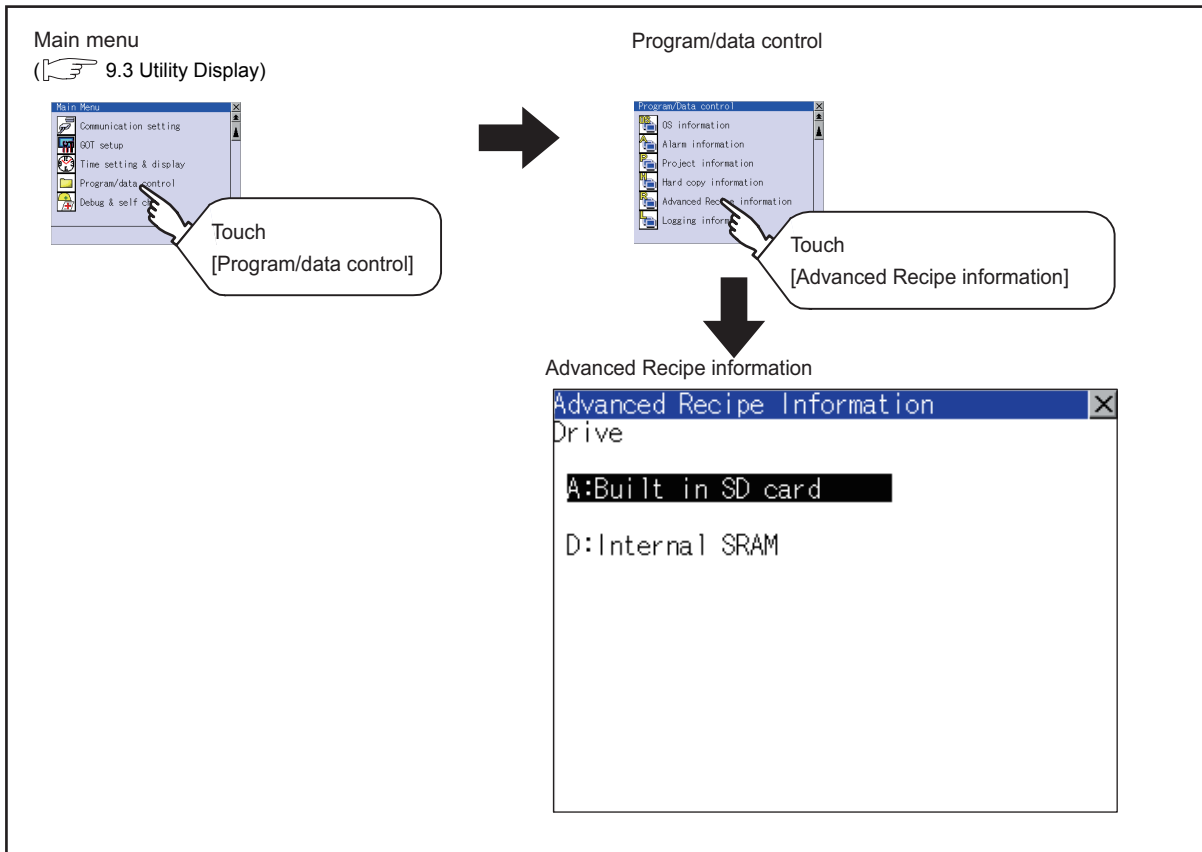 Main menu
( 9.3 Utility Display)
Main Menu
Communication setting
GOT setup
Time setting & display
Program/data control
Debug & self
Touch
[Program/data control]
Program/data control
Program/Data control
OS information
Alarm information
Project information
Hard copy information
Advanced Recipe information
Logging inform
Touch
[Advanced Recipe information]
Advanced Recipe information
Advanced Recipe Information
Drive
A:Built in SD card
D:Internal SRAM